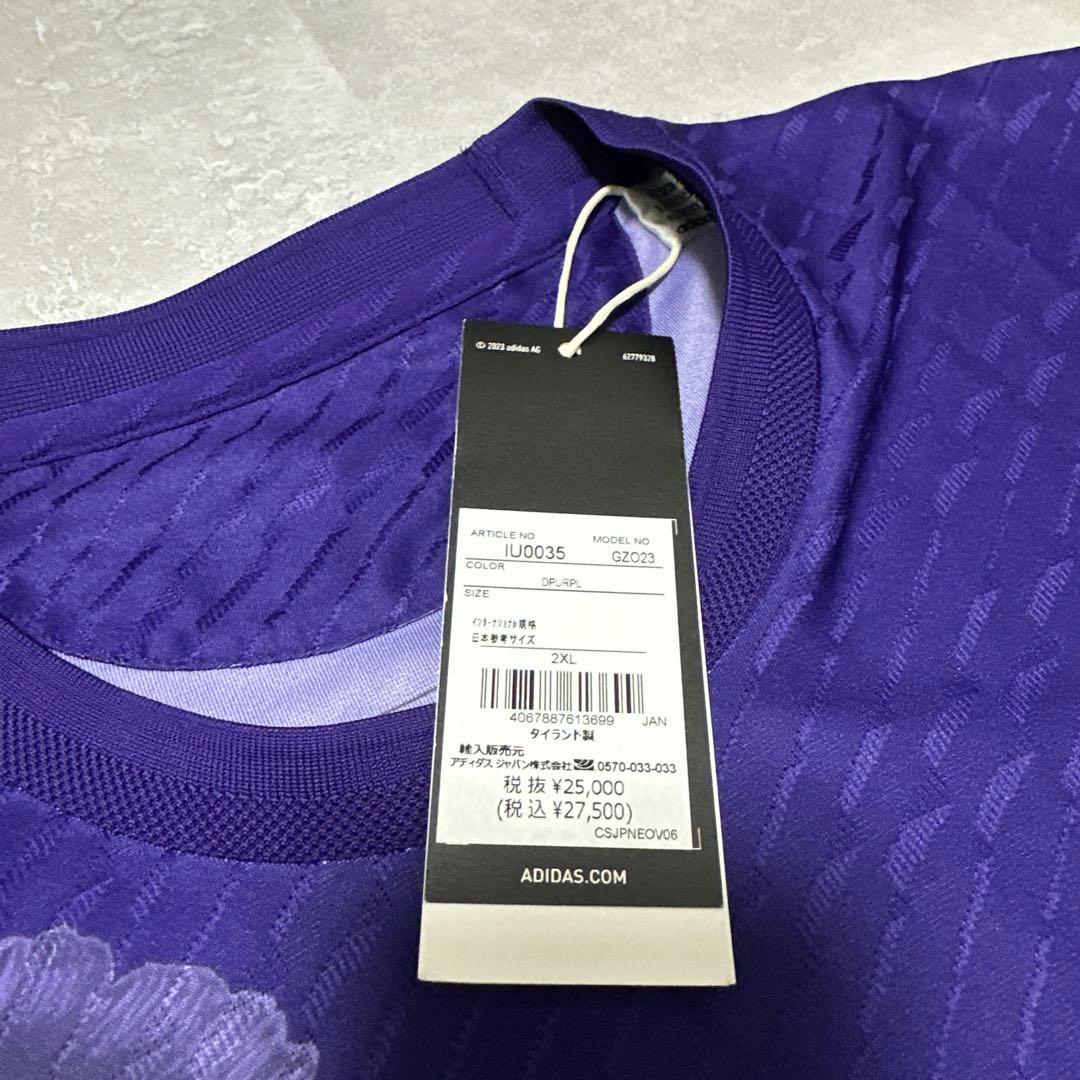 © 2023 adidas AG 62779328
ARTICLE NO MODEL NO
IU0035 GZO23
COLOR
DPURPL
SIZE
インターナショナル規格
日本参考サイズ
2XL
4067887613699 JAN
タイランド製
輸入販売元
アディダス ジャパン株式会社 0570-033-033
税抜 ¥25,000
(税込 ¥27,500)
CSJPNEOV06
ADIDAS.COM